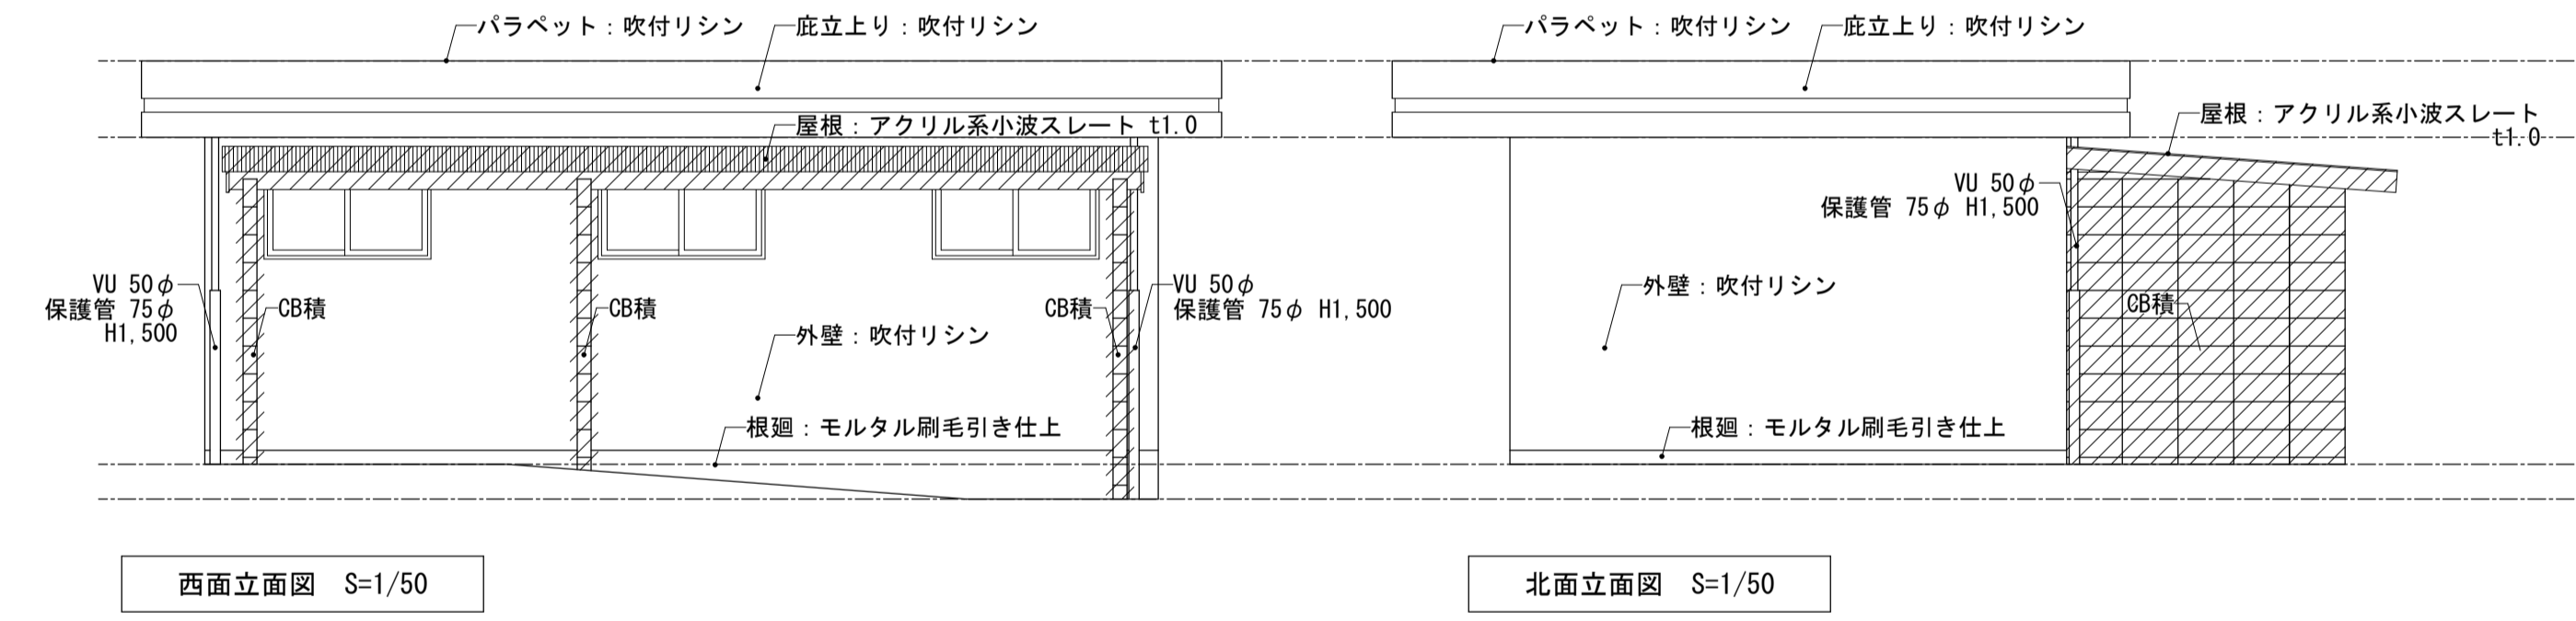 パラペット：吹付リシン
庇立上り：吹付リシン
屋根：アクリル系小波スレート t1.0
VU 50φ
保護管 75φ
H1,500
CB積
CB積
CB積
VU 50φ
保護管 75φ H1,500
外壁：吹付リシン
根廻：モルタル刷毛引き仕上
西面立面図 S=1/50
パラペット：吹付リシン
庇立上り：吹付リシン
屋根：アクリル系小波スレート
t1.0
VU 50φ
保護管 75φ H1,500
外壁：吹付リシン
CB積
根廻：モルタル刷毛引き仕上
北面立面図 S=1/50